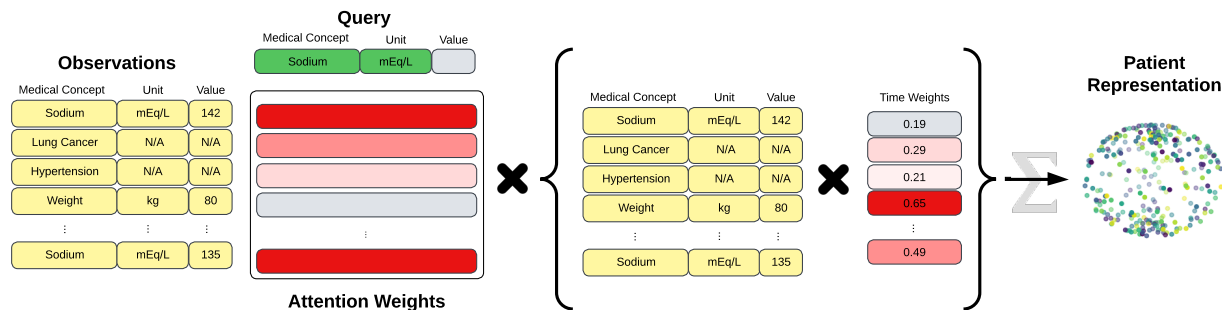 Query
Medical Concept Unit Value
Sodium mEq/L
Observations
Medical Concept Unit Value
Sodium mEq/L 142
Lung Cancer N/A N/A
Hypertension N/A N/A
Weight kg 80
⋮ ⋮ ⋮
Sodium mEq/L 135
⋮
Attention Weights
Medical Concept Unit Value
Sodium mEq/L 142
Lung Cancer N/A N/A
Hypertension N/A N/A
Weight kg 80
⋮ ⋮ ⋮
Sodium mEq/L 135
Time Weights
0.19
0.29
0.21
0.65
⋮
0.49
Σ
Patient
Representation